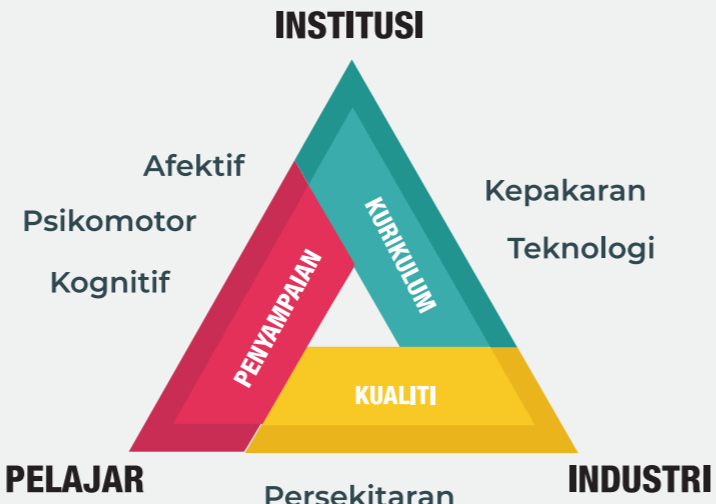 INSTITUSI
Afektif
Psikomotor
Kognitif
Kepakaran
Teknologi
KURIKULUM
PENYAMPAIAN
KUALITI
PELAJAR
INDUSTRI
Persekitaran